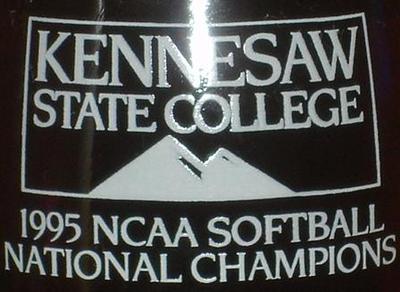 KENNESAW
STATE COLLEGE
1995 NCAA SOFTBALL
NATIONAL CHAMPIONS